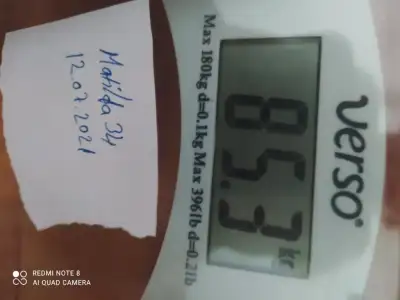 Matilda 34
12.07.2021
verso
85.3
Max 180kg d=0.1kg Max 396lb d=0.2lb
REDMI NOTE 8
AI QUAD CAMERA